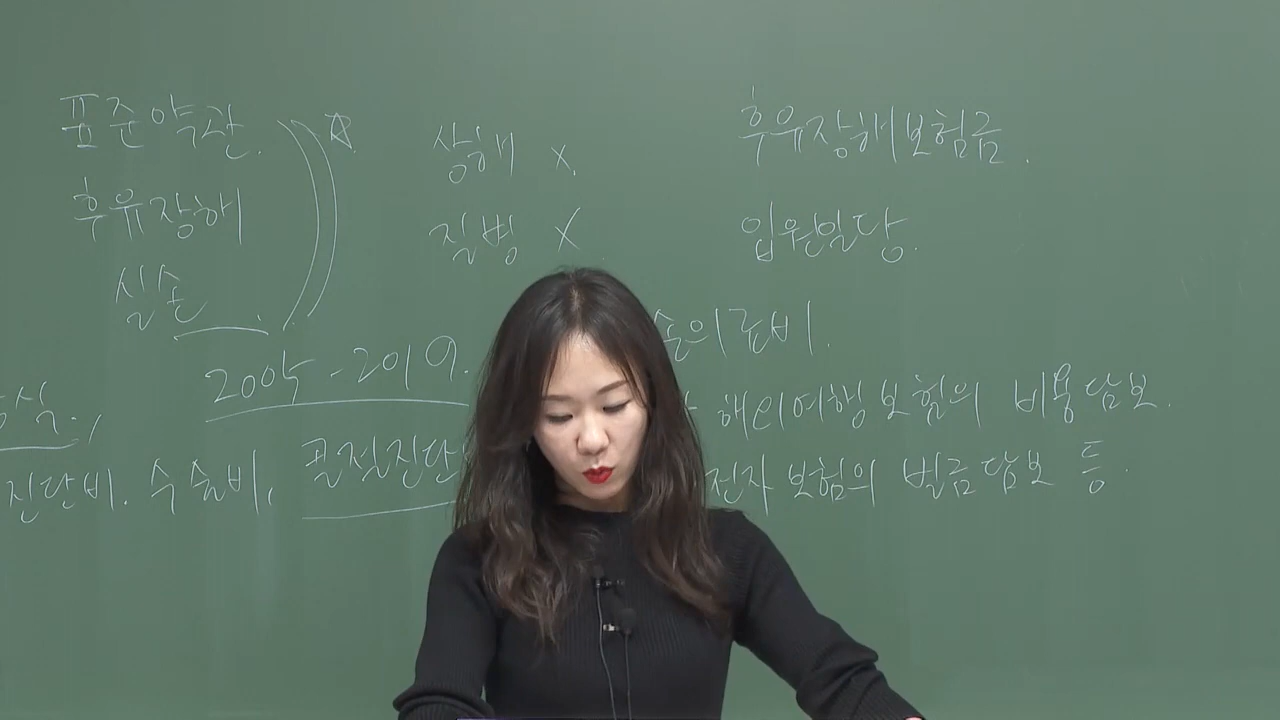 표준약관.
후유장해
실손
상해 X.
질병 X.
후유장해보험금.
입원일당.
손의료비.
2005-2019.
해외여행보험의 비용담보.
진단비. 수술비, 골절진단
전자보험의 벌금담보 등.